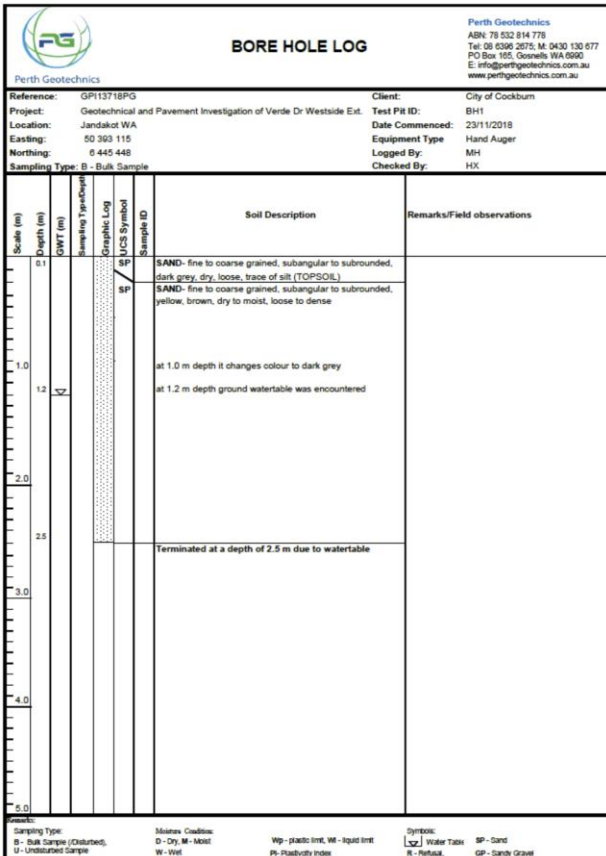 PG
Perth Geotechnics
BORE HOLE LOG
Perth Geotechnics
ABN: 78 532 814 778
Tel: 08 6396 2675; M: 0430 130 677
PO Box 165, Gosnells WA 6990
E: info@perthgeotechnics.com.au
www.perthgeotechnics.com.au
Reference: GPI13718PG Client: City of Cockburn
Project: Geotechnical and Pavement Investigation of Verde Dr Westside Ext. Test Pit ID: BH1
Location: Jandakot WA Date Commenced: 23/11/2018
Easting: 50 393 115 Equipment Type Hand Auger
Northing: 6 445 448 Logged By: MH
Sampling Type: B - Bulk Sample Checked By: HX
Scale (m) Depth (m) GWT (m) Sampling Type/Depth Graphic Log UCS Symbol Sample ID Soil Description Remarks/Field observations
0.1 SP SAND- fine to coarse grained, subangular to subrounded,
dark grey, dry, loose, trace of silt (TOPSOIL)
SP SAND- fine to coarse grained, subangular to subrounded,
yellow, brown, dry to moist, loose to dense
1.0 at 1.0 m depth it changes colour to dark grey
1.2 at 1.2 m depth ground watertable was encountered
2.0
2.5
Terminated at a depth of 2.5 m due to watertable
3.0
4.0
5.0
Remarks:
Sampling Type: Moisture Condition: Symbols:
B - Bulk Sample (/Disturbed), D - Dry, M - Moist Wp - plastic limit, Wl - liquid limit Water Table SP - Sand
U - Undisturbed Sample W - Wet PI- Plastivity Index R - Refusal, GP - Sandy Gravel